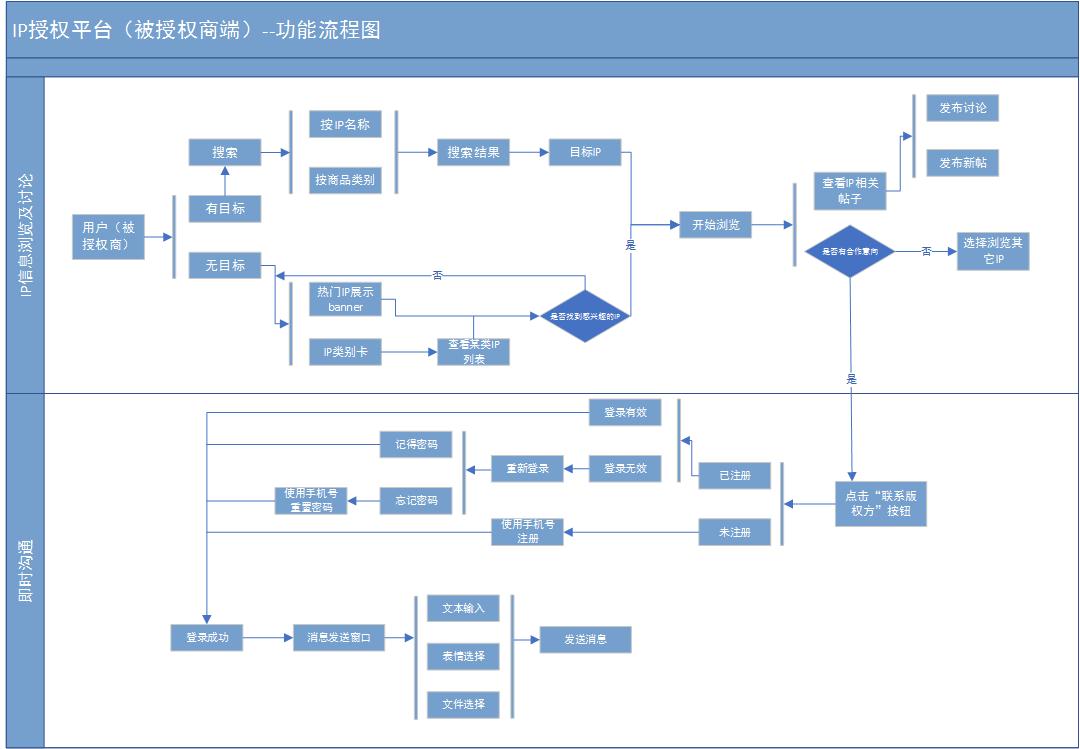 IP授权平台（被授权商端）--功能流程图
IP信息浏览及讨论
用户（被
授权商）
有目标
无目标
搜索
按IP名称
按商品类别
搜索结果
目标IP
热门IP展示
banner
IP类别卡
查看某类IP
列表
否
是否找到感兴趣的IP
是
开始浏览
查看IP相关
帖子
发布讨论
发布新帖
是否有合作意向
否
选择浏览其
它IP
是
即时沟通
点击“联系版
权方”按钮
已注册
未注册
登录有效
登录无效
重新登录
记得密码
忘记密码
使用手机号
重置密码
使用手机号
注册
登录成功
消息发送窗口
文本输入
表情选择
文件选择
发送消息